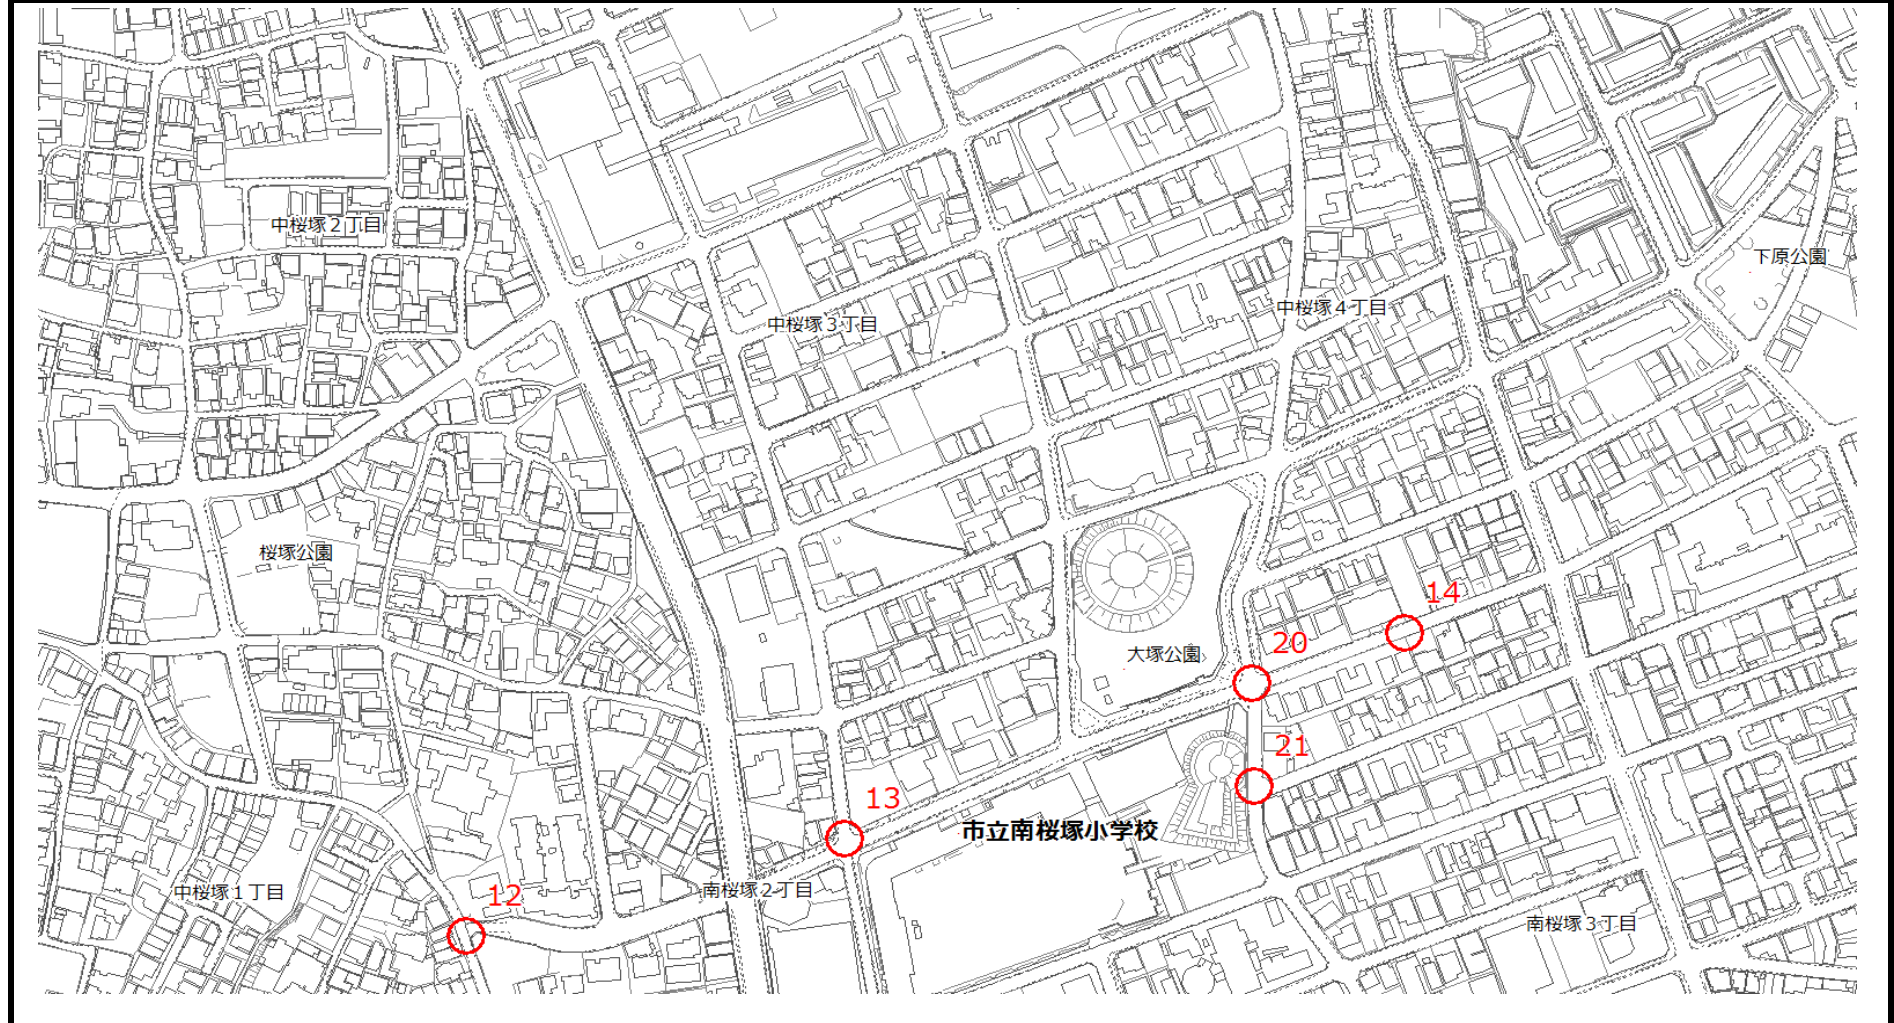 中桜塚２丁目
下原公園
中桜塚４丁目
中桜塚３丁目
桜塚公園
14
20
大塚公園
21
13
市立南桜塚小学校
南桜塚２丁目
中桜塚１丁目
12
南桜塚３丁目